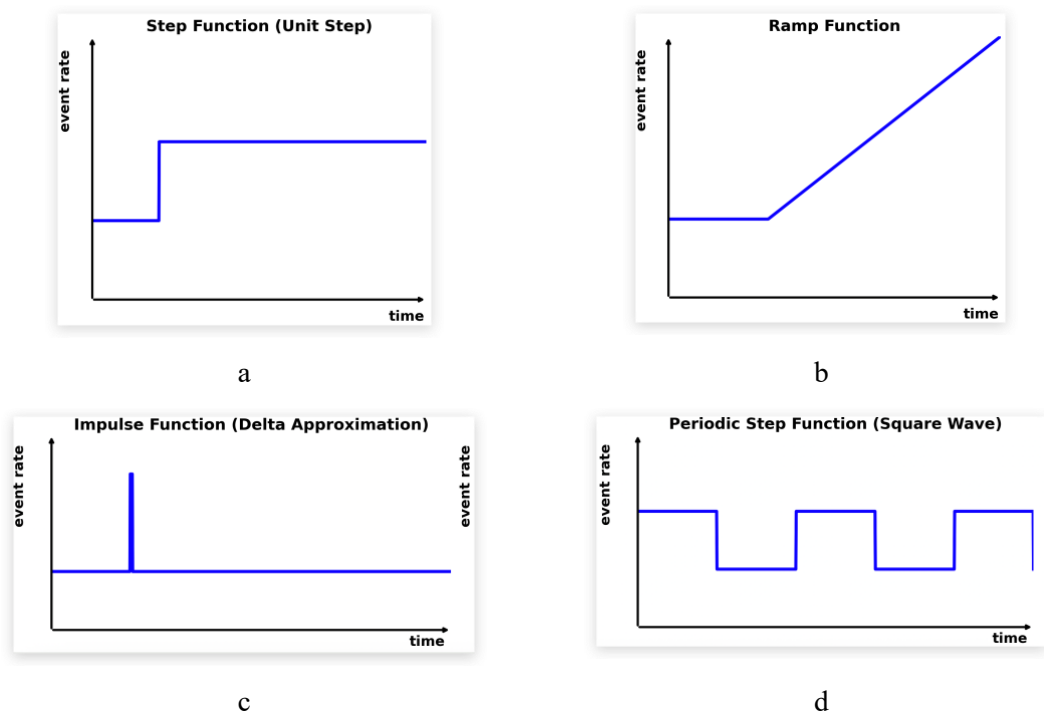 Step Function (Unit Step)
event rate
time
a
Ramp Function
event rate
time
b
Impulse Function (Delta Approximation)
event rate
time
event rate
c
Periodic Step Function (Square Wave)
event rate
time
d